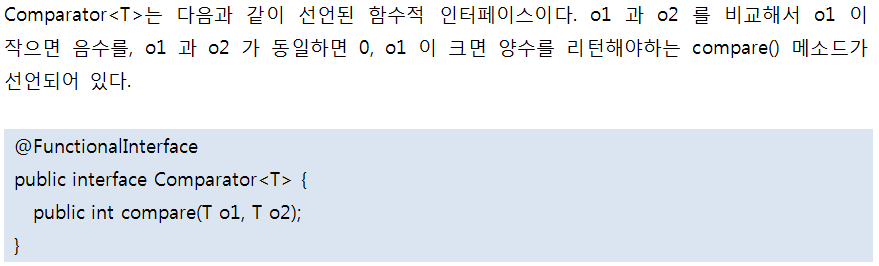 Comparator<T>는 다음과 같이 선언된 함수적 인터페이스이다. o1 과 o2 를 비교해서 o1 이
작으면 음수를, o1 과 o2 가 동일하면 0, o1 이 크면 양수를 리턴해야하는 compare() 메소드가
선언되어 있다.
@FunctionalInterface
public interface Comparator<T> {
public int compare(T o1, T o2);
}